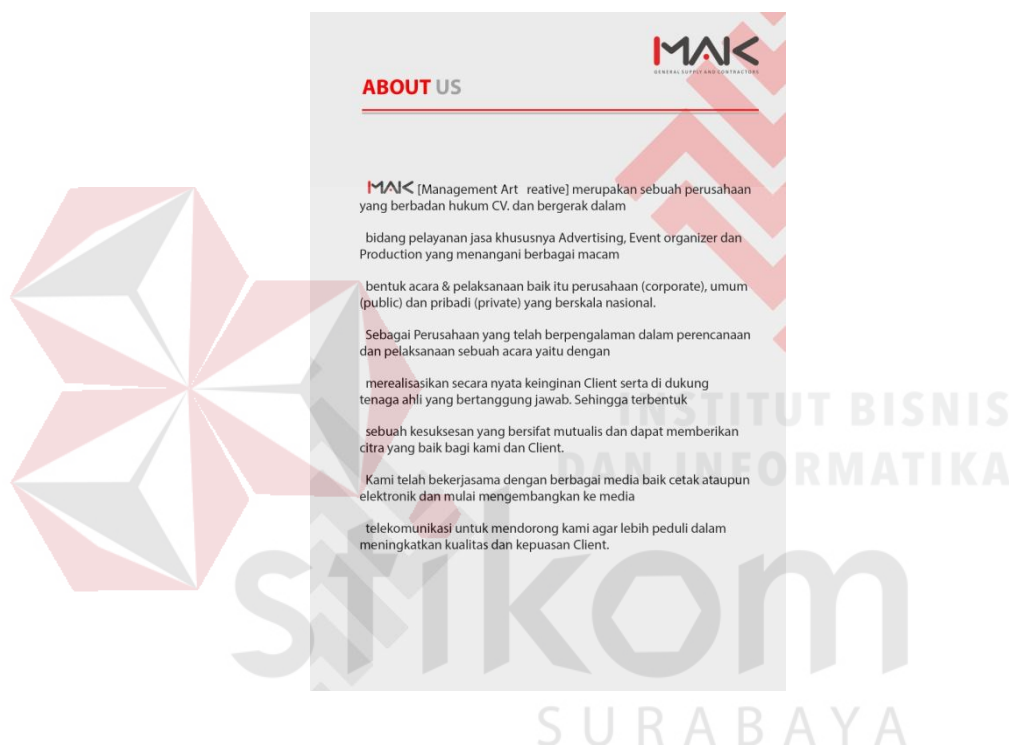 MAK
GENERAL SUPPLY AND CONTRACTORS
ABOUT US
MAK [Management Art reative] merupakan sebuah perusahaan
yang berbadan hukum CV. dan bergerak dalam
bidang pelayanan jasa khususnya Advertising, Event organizer dan
Production yang menangani berbagai macam
bentuk acara & pelaksanaan baik itu perusahaan (corporate), umum
(public) dan pribadi (private) yang berskala nasional.
Sebagai Perusahaan yang telah berpengalaman dalam perencanaan
dan pelaksanaan sebuah acara yaitu dengan
merealisasikan secara nyata keinginan Client serta di dukung
tenaga ahli yang bertanggung jawab. Sehingga terbentuk
sebuah kesuksesan yang bersifat mutualis dan dapat memberikan
citra yang baik bagi kami dan Client.
Kami telah bekerjasama dengan berbagai media baik cetak ataupun
elektronik dan mulai mengembangkan ke media
telekomunikasi untuk mendorong kami agar lebih peduli dalam
meningkatkan kualitas dan kepuasan Client.
INSTITUT BISNIS
DAN INFORMATIKA
stikom
SURABAYA